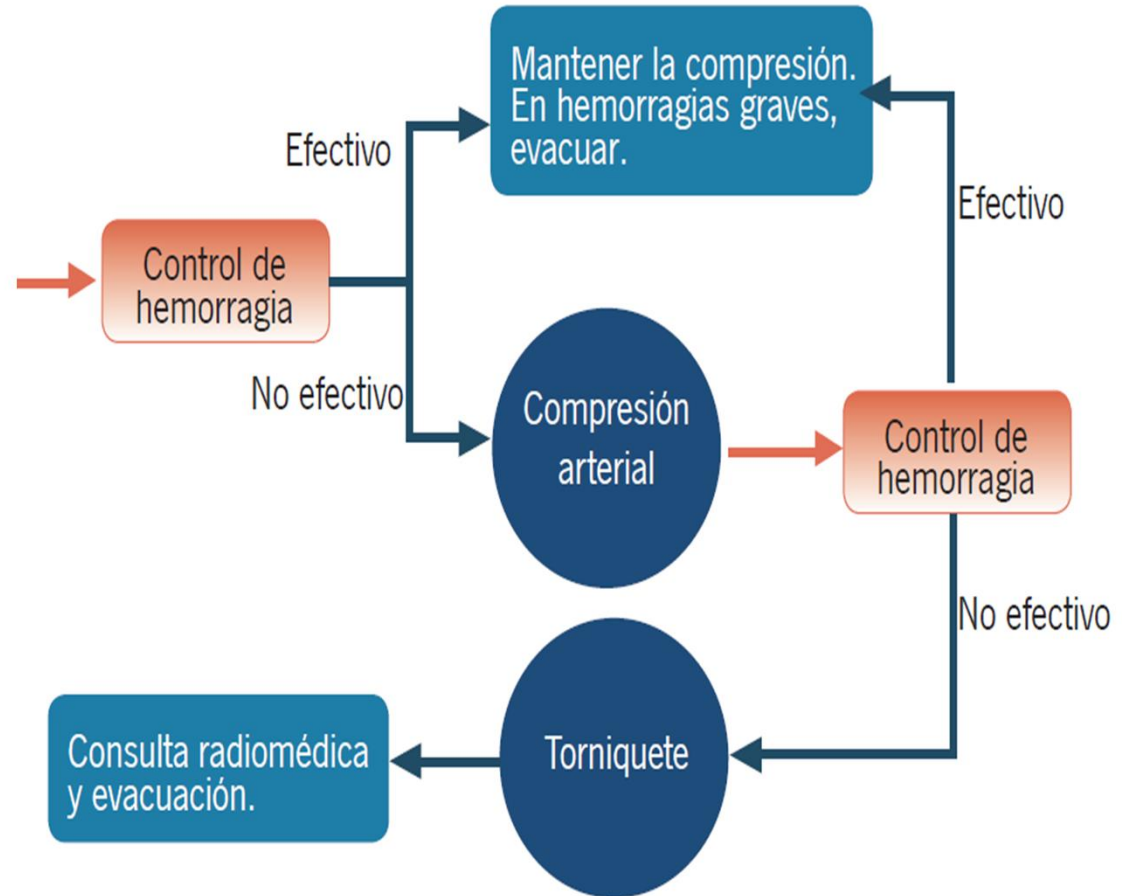 Mantener la compresión.
En hemorragias graves,
evacuar.
Efectivo
Efectivo
Control de
hemorragia
No efectivo
Compresión
arterial
Control de
hemorragia
No efectivo
Torniquete
Consulta radiomédica
y evacuación.